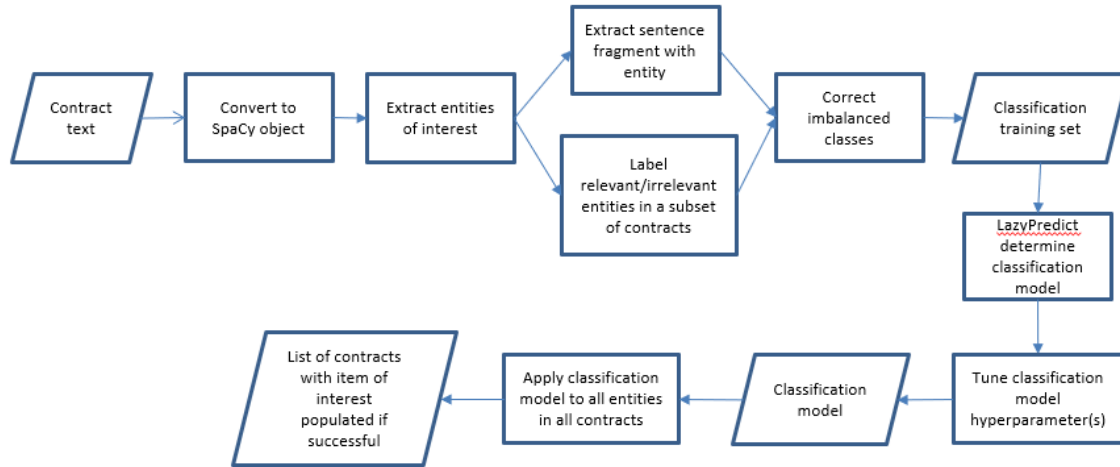 Contract
text
Convert to
SpaCy object
Extract entities
of interest
Extract sentence
fragment with
entity
Label
relevant/irrelevant
entities in a subset
of contracts
Correct
imbalanced
classes
Classification
training set
LazyPredict
determine
classification
model
Tune classification
model
hyperparameter(s)
Classification
model
Apply classification
model to all entities
in all contracts
List of contracts
with item of
interest
populated if
successful